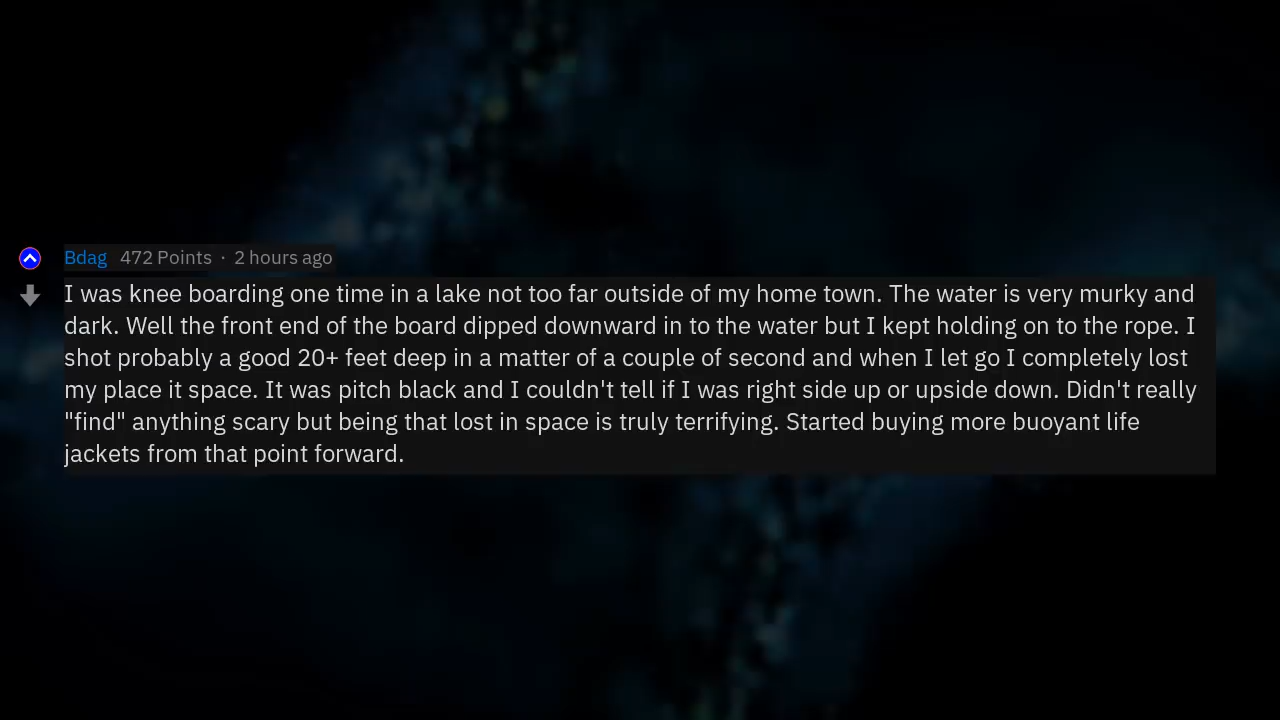 Bdag 472 Points · 2 hours ago
I was knee boarding one time in a lake not too far outside of my home town. The water is very murky and
dark. Well the front end of the board dipped downward in to the water but I kept holding on to the rope. I
shot probably a good 20+ feet deep in a matter of a couple of second and when I let go I completely lost
my place it space. It was pitch black and I couldn't tell if I was right side up or upside down. Didn't really
"find" anything scary but being that lost in space is truly terrifying. Started buying more buoyant life
jackets from that point forward.